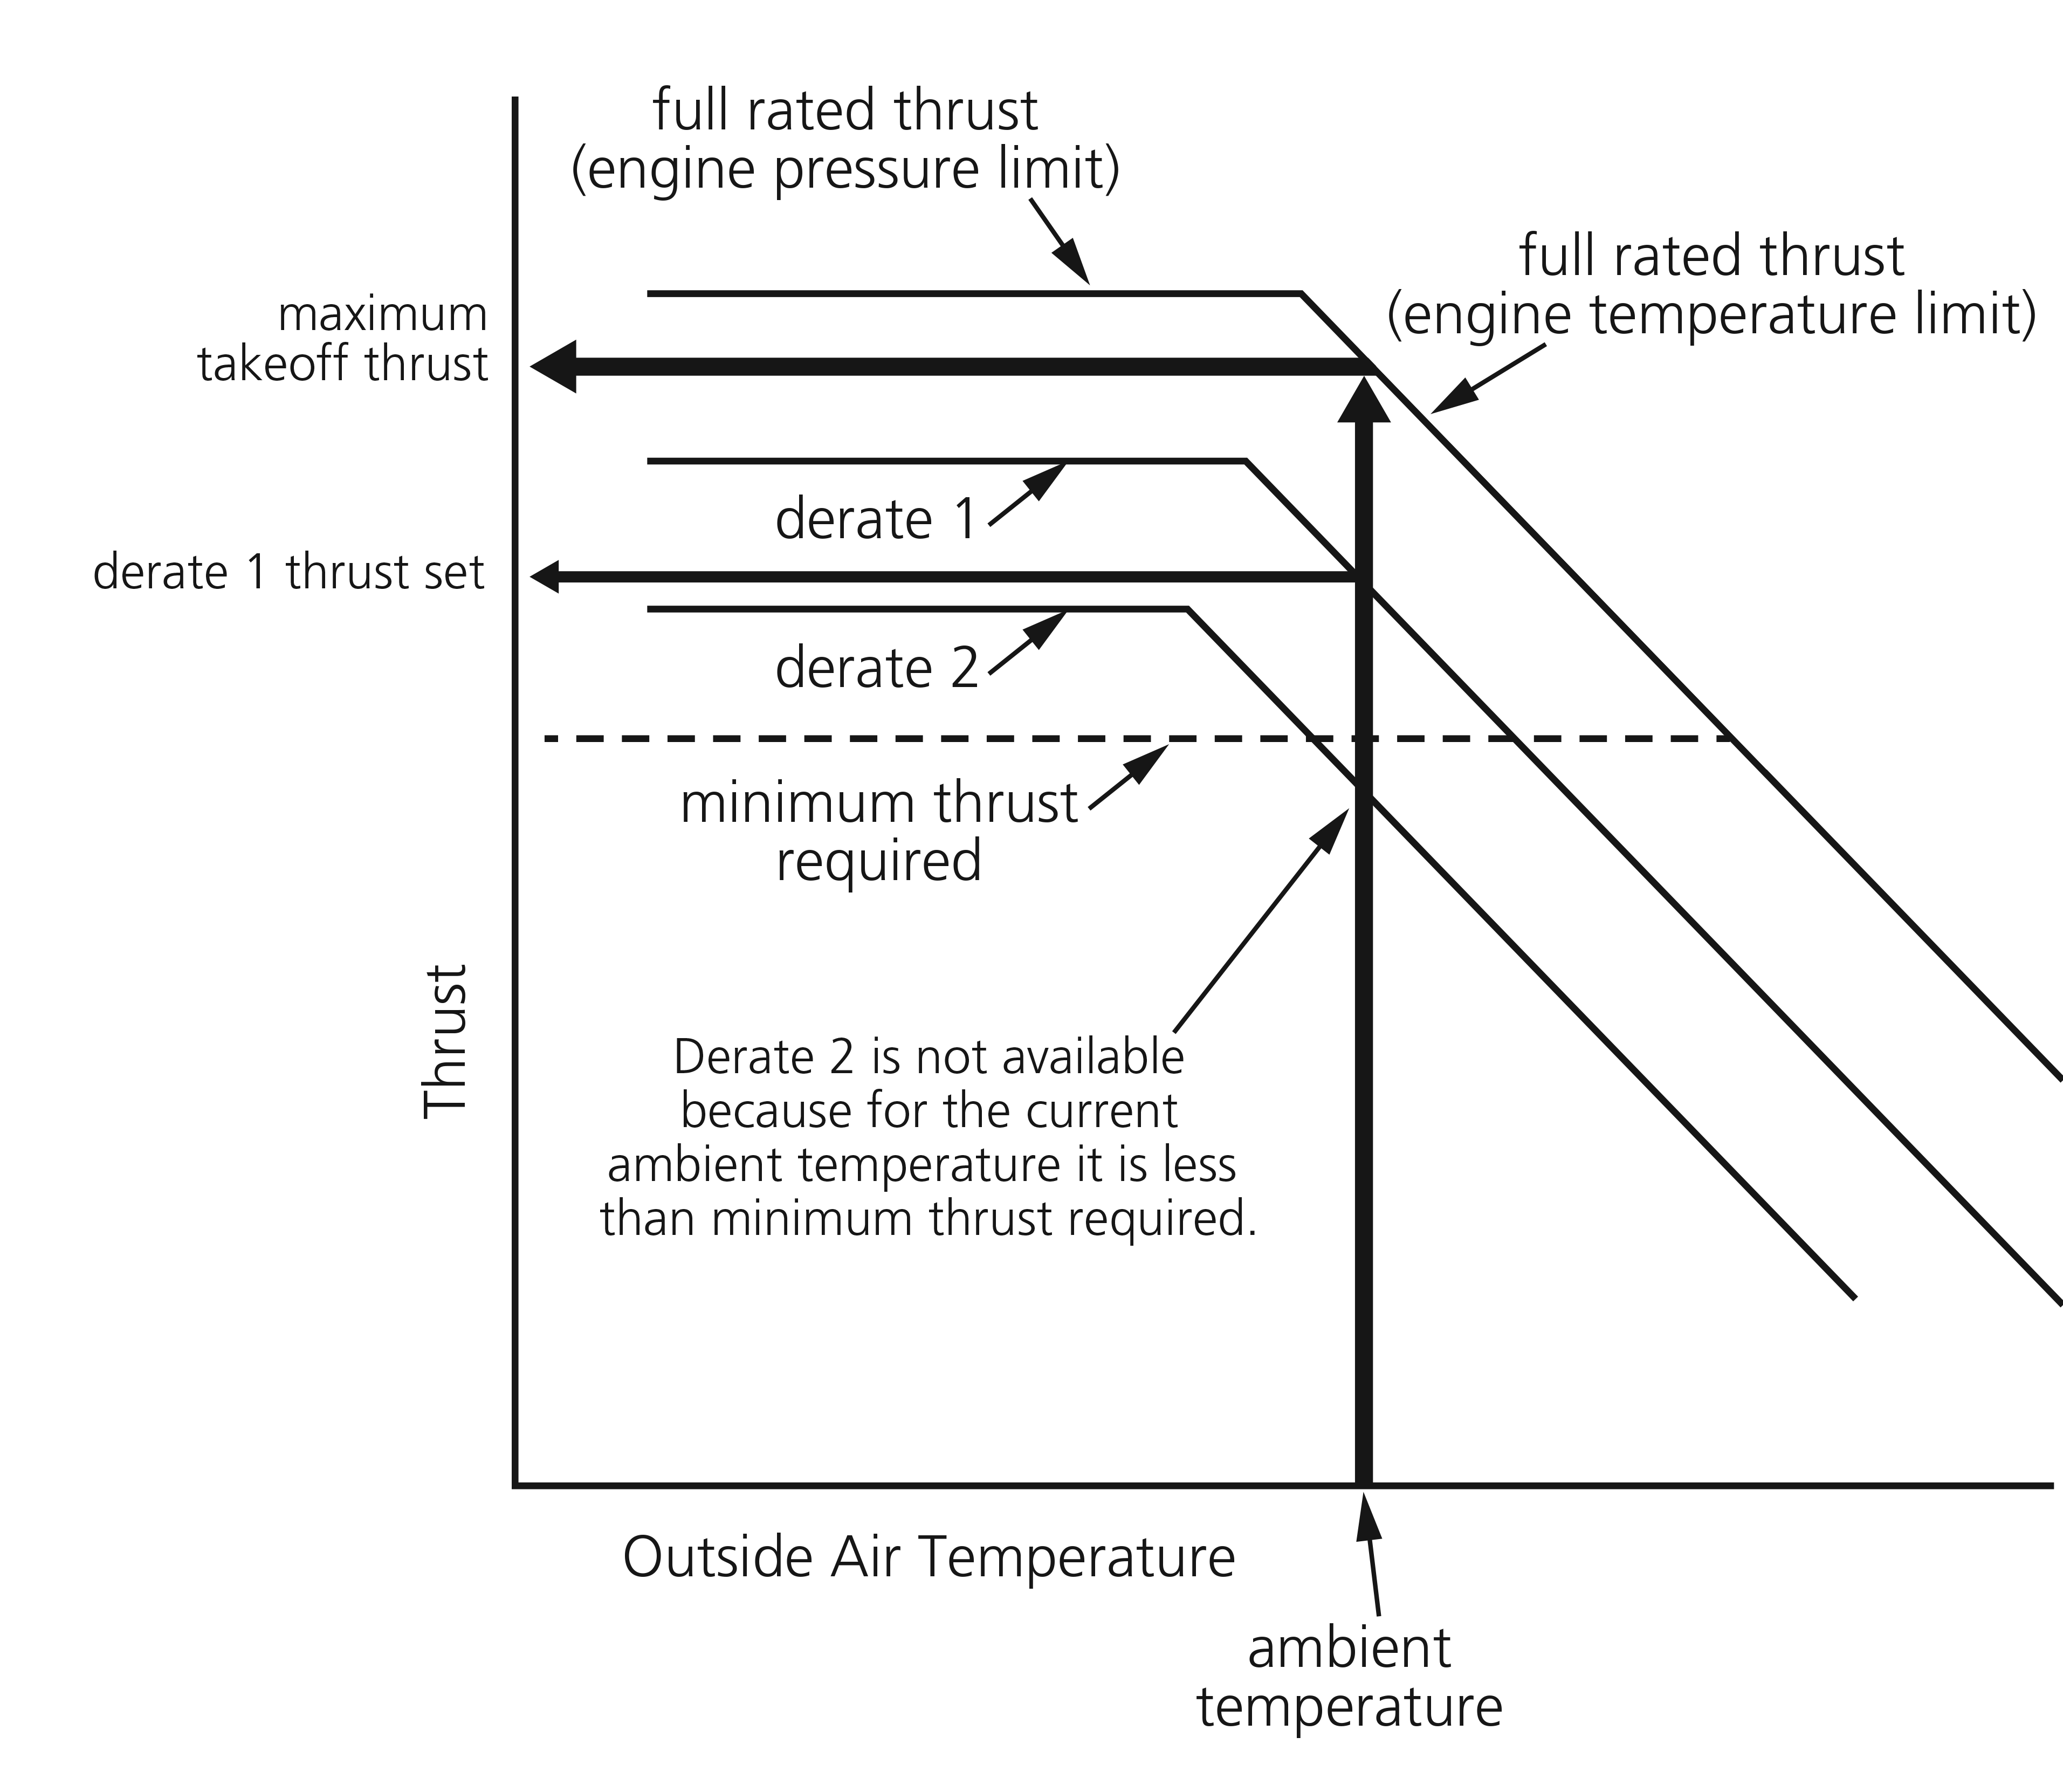 full rated thrust
(engine pressure limit)
full rated thrust
(engine temperature limit)
maximum
takeoff thrust
derate 1
derate 1 thrust set
derate 2
minimum thrust
required
Thrust
Derate 2 is not available
because for the current
ambient temperature it is less
than minimum thrust required.
Outside Air Temperature
ambient
temperature